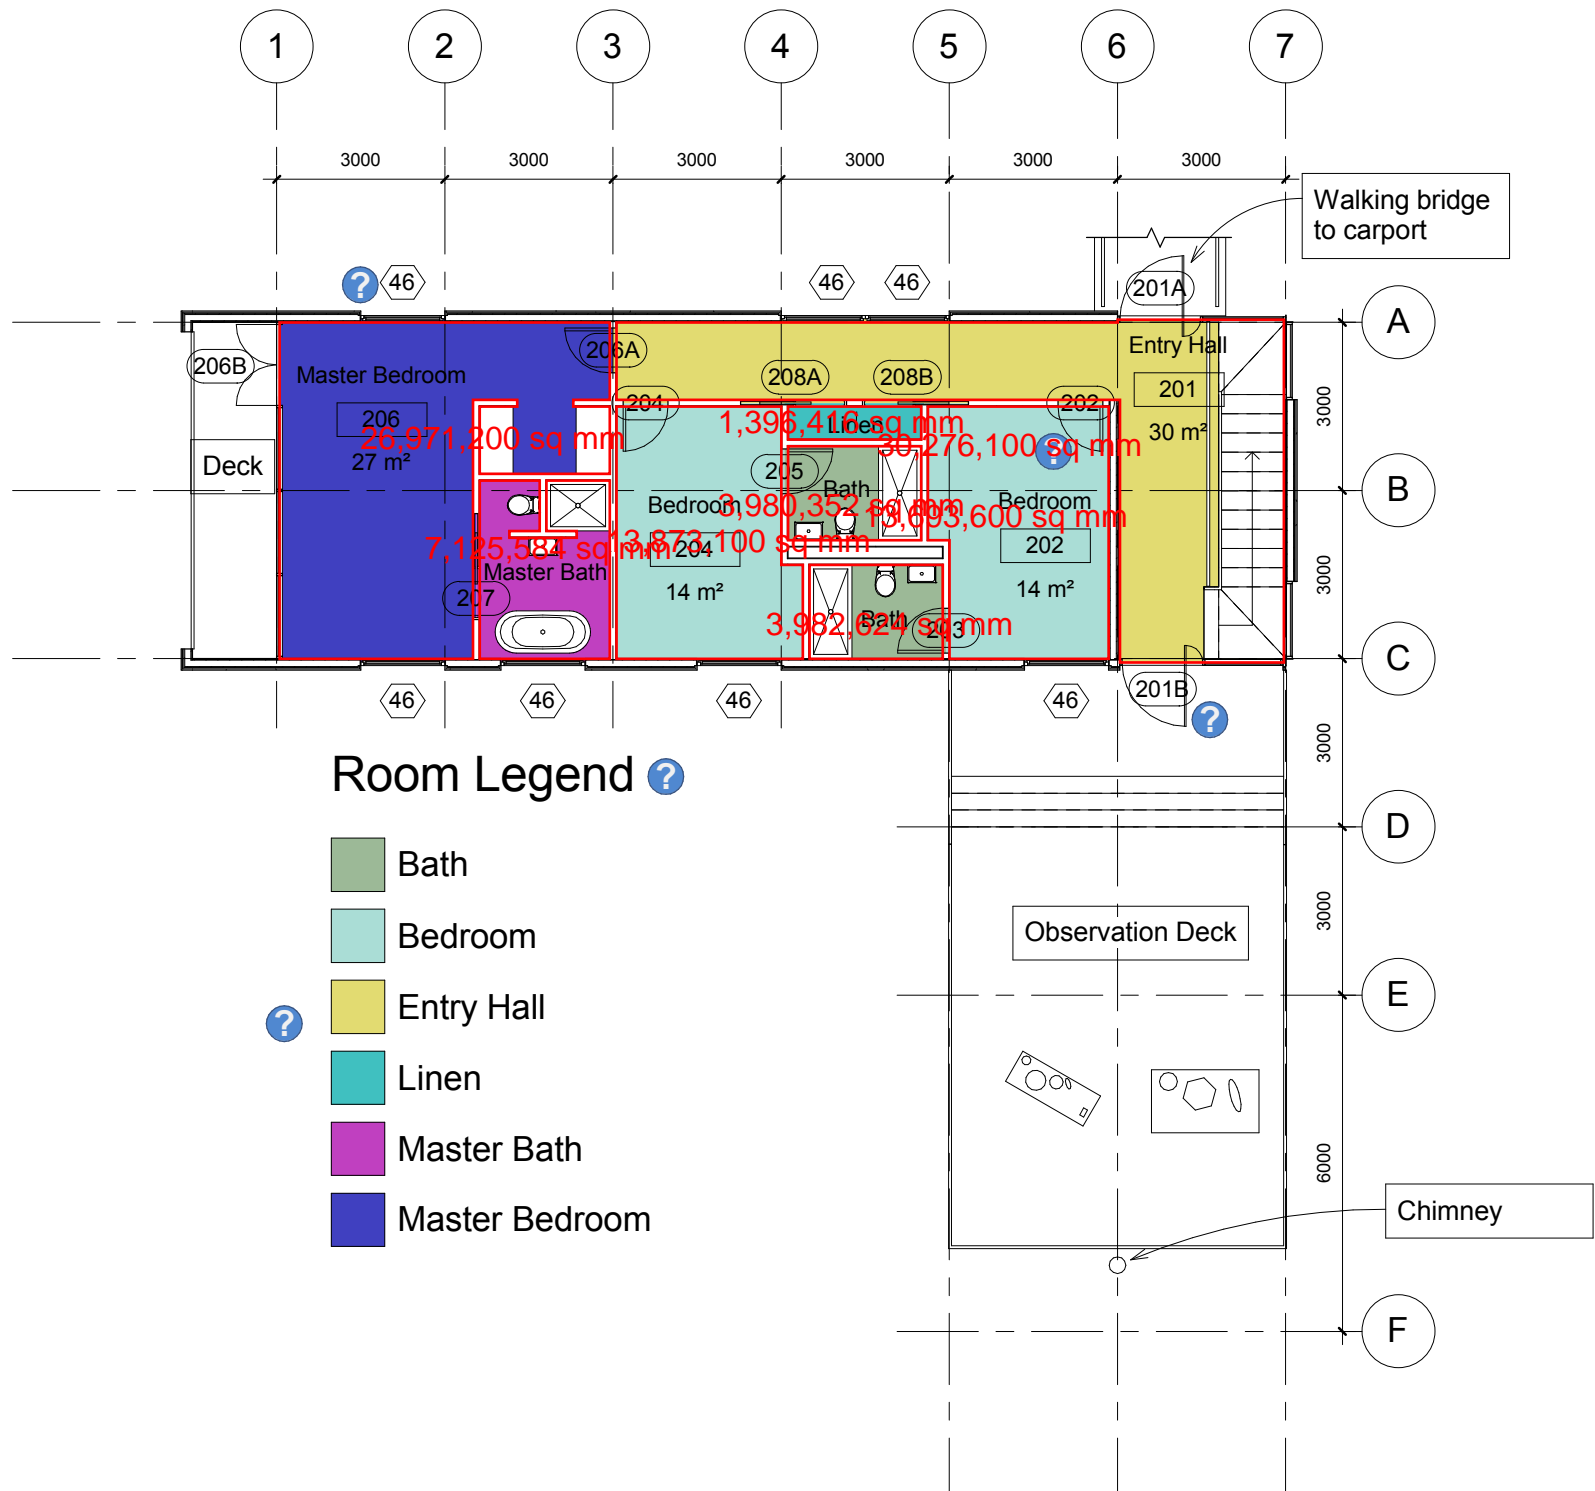 1 2 3 4 5 6 7
3000 3000 3000 3000 3000 3000
Walking bridge
to carport
? 46 46 46 201A
A
206B Master Bedroom 206A 208A 208B Entry Hall
206 204 202 201
26,971,200 sq mm 1,396,416 sq mm 30,276,100 sq mm
Linen
27 m² ? 30 m²
3000
Deck 205 Bath
B
Bedroom 3,980,352 sq mm Bedroom 13,693,600 sq mm
7,125,584 sq mm 13,873,100 sq mm
204 202
Master Bath
14 m² 14 m²
3000
207
Bath
3,982,624 sq mm 203
C
46 46 46 46 201B ?
3000
Room Legend ?
D
Bath
Bedroom
3000
Observation Deck
Entry Hall
E
?
Linen
Master Bath
6000
Master Bedroom
Chimney
F